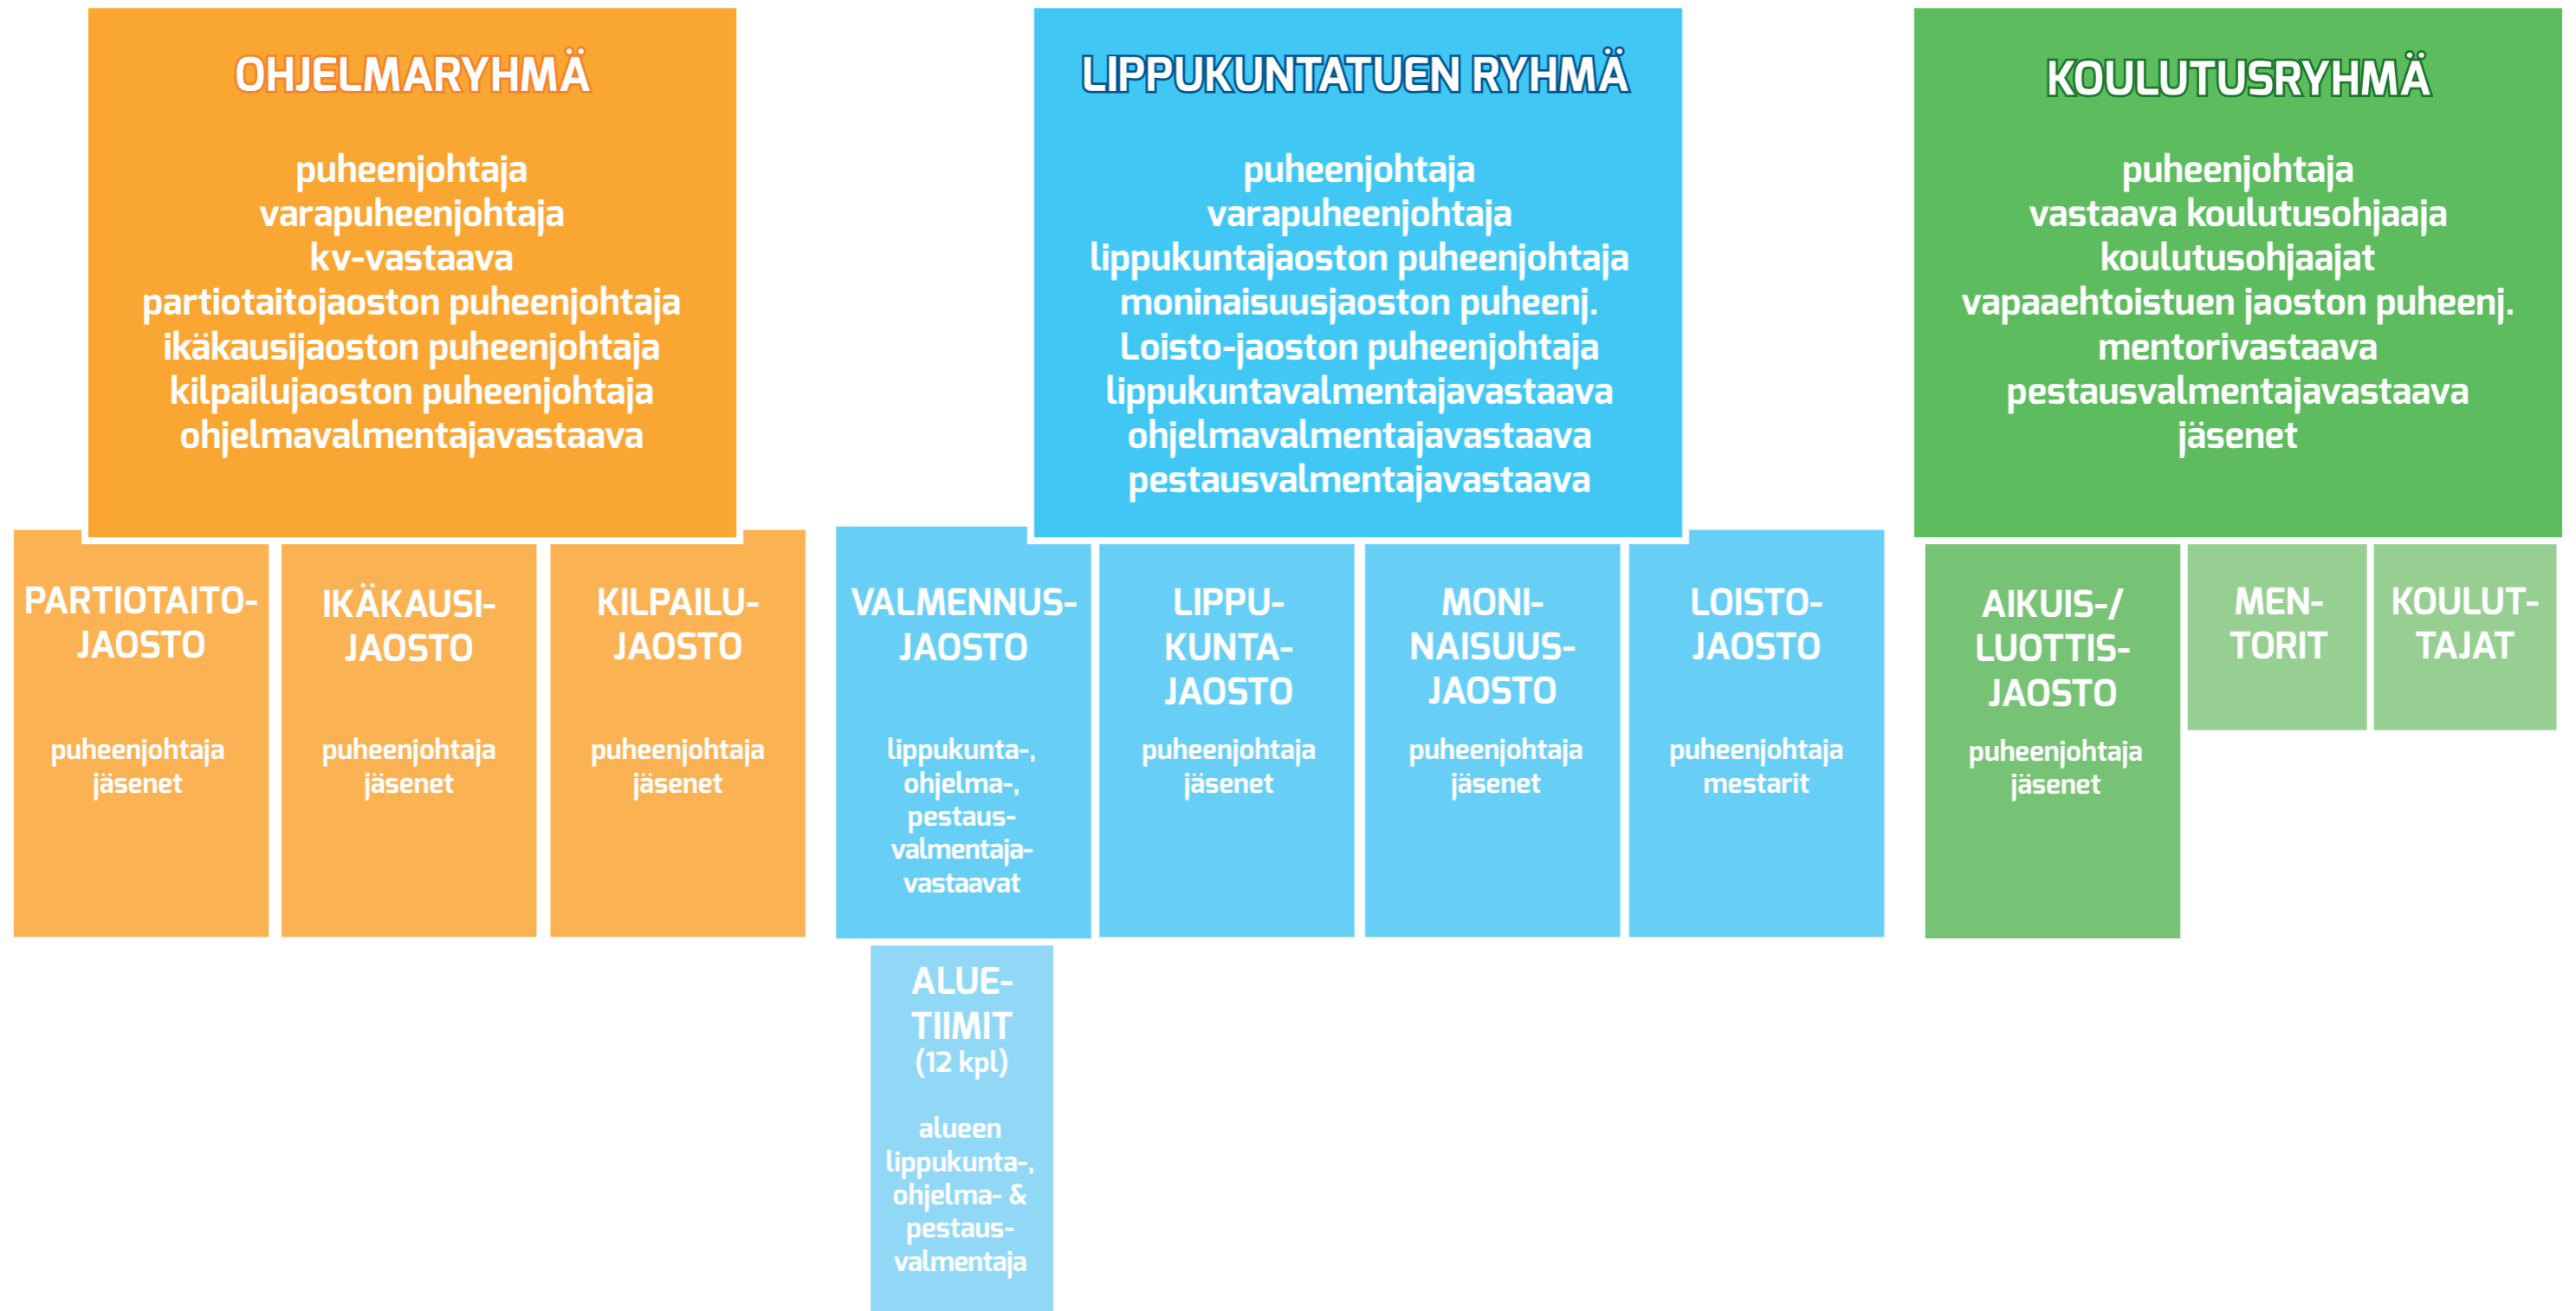 OHJELMARYHMÄ
puheenjohtaja
varapuheenjohtaja
kv-vastaava
partiotaitojaoston puheenjohtaja
ikäkausijaoston puheenjohtaja
kilpailujaoston puheenjohtaja
ohjelmavalmentajavastaava
PARTIOTAITO-
JAOSTO
puheenjohtaja
jäsenet
IKÄKAUSI-
JAOSTO
puheenjohtaja
jäsenet
KILPAILU-
JAOSTO
puheenjohtaja
jäsenet
LIPPUKUNTATUEN RYHMÄ
puheenjohtaja
varapuheenjohtaja
lippukuntajaoston puheenjohtaja
moninaisuusjaoston puheenj.
Loisto-jaoston puheenjohtaja
lippukuntavalmentajavastaava
ohjelmavalmentajavastaava
pestausvalmentajavastaava
VALMENNUS-
JAOSTO
lippukunta-,
ohjelma-,
pestaus-
valmentaja-
vastaavat
ALUE-
TIIMIT
(12 kpl)
alueen
lippukunta-,
ohjelma- &
pestaus-
valmentaja
LIPPU-
KUNTA-
JAOSTO
puheenjohtaja
jäsenet
MONI-
NAISUUS-
JAOSTO
puheenjohtaja
jäsenet
LOISTO-
JAOSTO
puheenjohtaja
mestarit
KOULUTUSRYHMÄ
puheenjohtaja
vastaava koulutusohjaaja
koulutusohjaajat
vapaaehtoistuen jaoston puheenj.
mentorivastaava
pestausvalmentajavastaava
jäsenet
AIKUIS-/
LUOTTIS-
JAOSTO
puheenjohtaja
jäsenet
MEN-
TORIT
KOULUT-
TAJAT